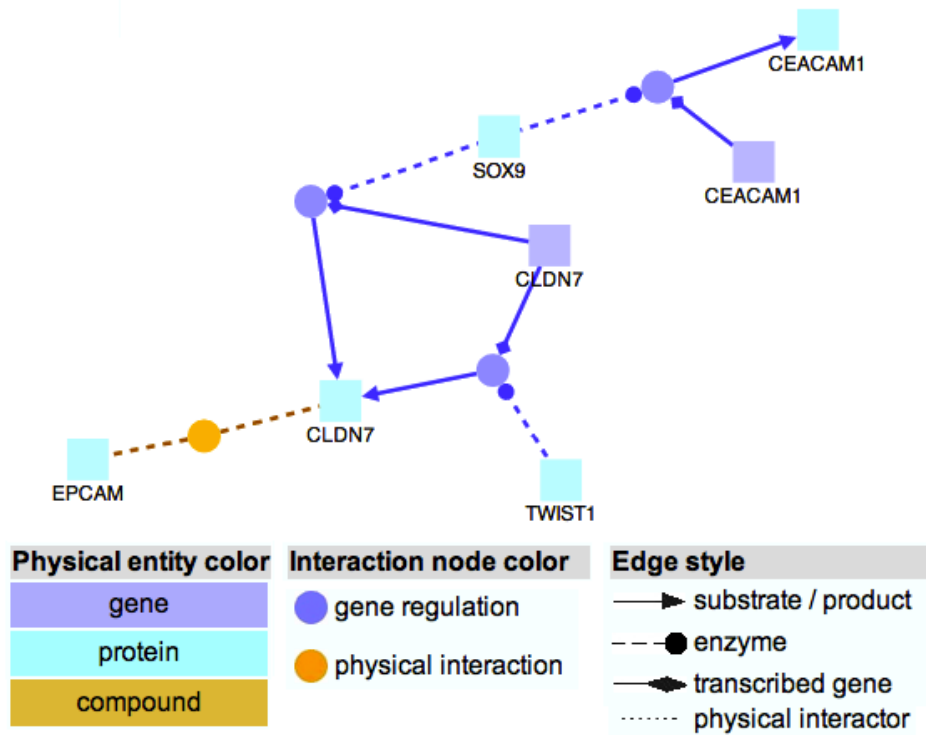 CEACAM1
SOX9
CEACAM1
CLDN7
CLDN7
EPCAM
TWIST1
Physical entity color
gene
protein
compound
Interaction node color
gene regulation
physical interaction
Edge style
substrate / product
enzyme
transcribed gene
physical interactor